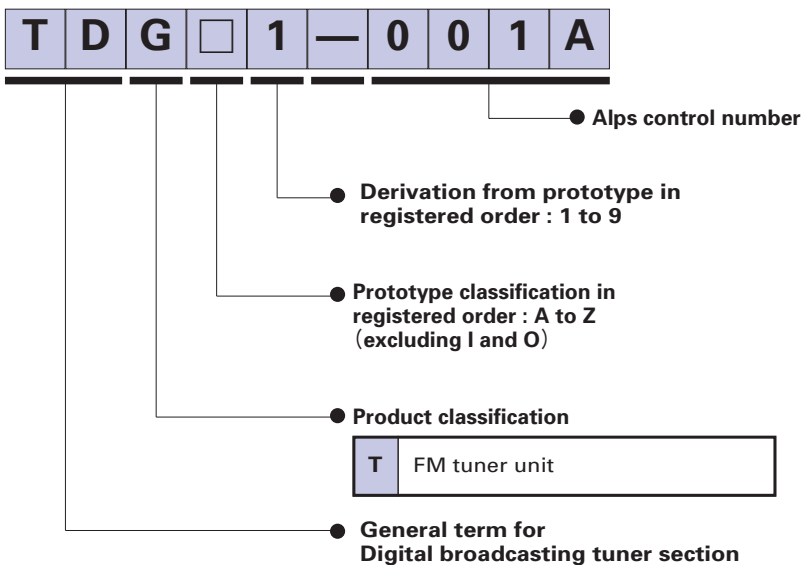 T D G □ 1 — 0 0 1 A
Alps control number
Derivation from prototype in
registered order : 1 to 9
Prototype classification in
registered order : A to Z
(excluding I and O)
Product classification
T FM tuner unit
General term for
Digital broadcasting tuner section